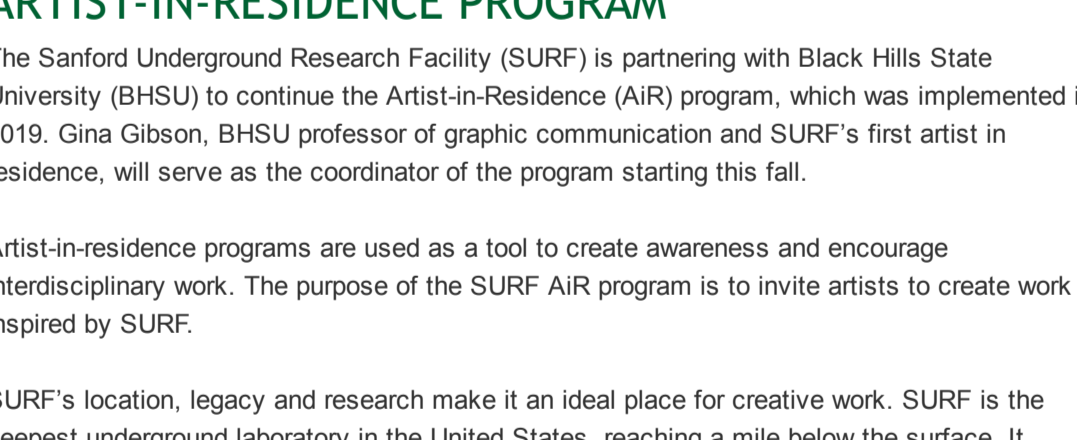 ARTIST-IN-RESIDENCE PROGRAM
The Sanford Underground Research Facility (SURF) is partnering with Black Hills State
University (BHSU) to continue the Artist-in-Residence (AiR) program, which was implemented i
2019. Gina Gibson, BHSU professor of graphic communication and SURF’s first artist in
residence, will serve as the coordinator of the program starting this fall.
Artist-in-residence programs are used as a tool to create awareness and encourage
interdisciplinary work. The purpose of the SURF AiR program is to invite artists to create work
inspired by SURF.
SURF’s location, legacy and research make it an ideal place for creative work. SURF is the
deepest underground laboratory in the United States, reaching a mile below the surface. It